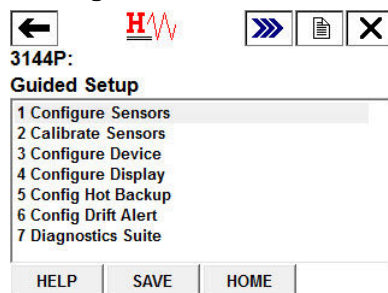 H
3144P:
Guided Setup
1 Configure Sensors
2 Calibrate Sensors
3 Configure Device
4 Configure Display
5 Config Hot Backup
6 Config Drift Alert
7 Diagnostics Suite
HELP SAVE HOME